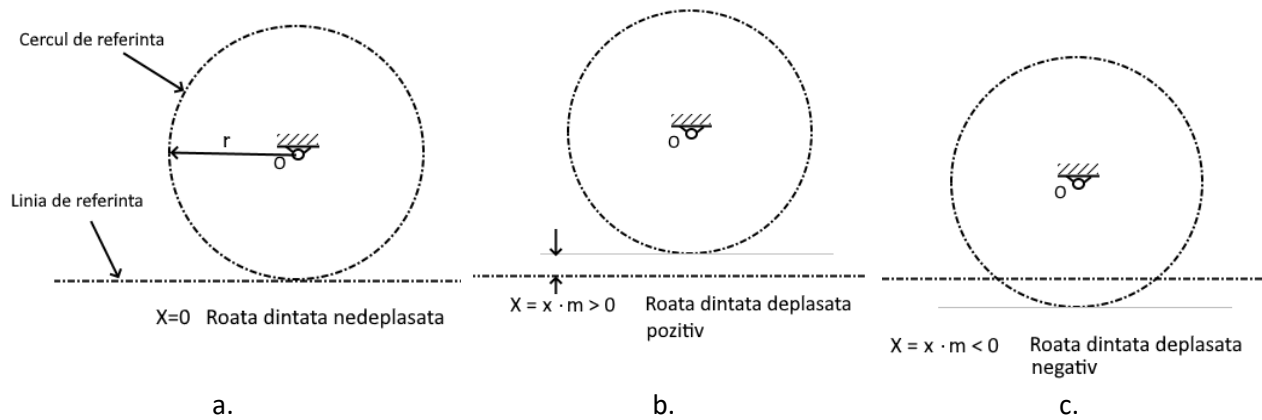 Cercul de referinta
r
O
Linia de referinta
X=0 Roata dintata nedeplasata
a.
O
X = x · m > 0 Roata dintata deplasata
pozitiv
b.
O
X = x · m < 0 Roata dintata deplasata
negativ
c.